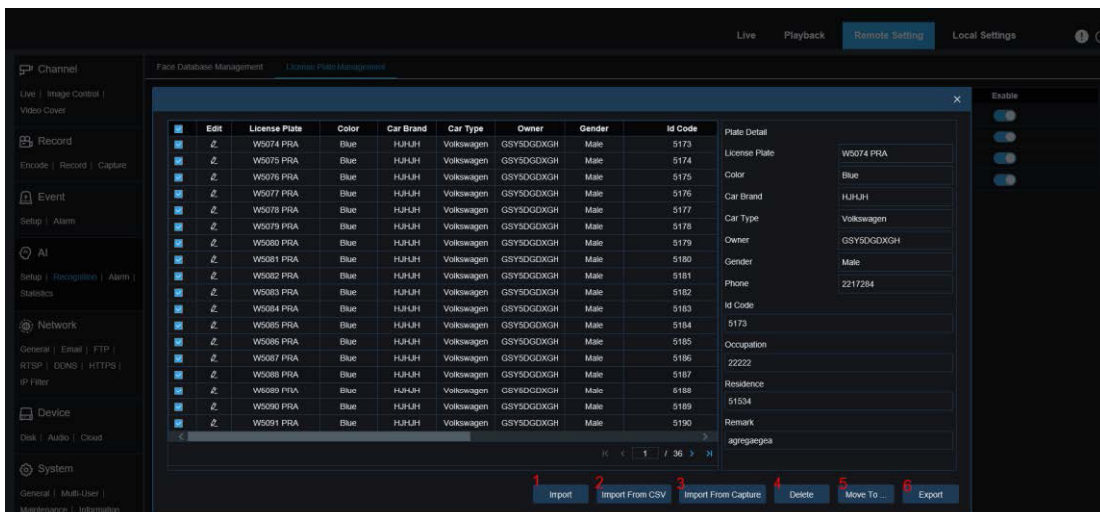 Live Playback Remote Setting Local Settings
Channel
Live | Image Control |
Video Cover
Record
Encode | Record | Capture
Event
Setup | Alarm
AI
Setup | Recognition | Alarm |
Statistics
Network
General | Email | FTP |
RTSP | DDNS | HTTPS |
IP Filter
Device
Disk | Audio | Cloud
System
General | Multi-User |
Maintenance | Information
Face Database Management License Plate Management
Enable
Edit License Plate Color Car Brand Car Type Owner Gender Id Code
W5074 PRA Blue HJHJH Volkswagen GSY5DGDXGH Male 5173
W5075 PRA Blue HJHJH Volkswagen GSY5DGDXGH Male 5174
W5076 PRA Blue HJHJH Volkswagen GSY5DGDXGH Male 5175
W5077 PRA Blue HJHJH Volkswagen GSY5DGDXGH Male 5176
W5078 PRA Blue HJHJH Volkswagen GSY5DGDXGH Male 5177
W5079 PRA Blue HJHJH Volkswagen GSY5DGDXGH Male 5178
W5080 PRA Blue HJHJH Volkswagen GSY5DGDXGH Male 5179
W5081 PRA Blue HJHJH Volkswagen GSY5DGDXGH Male 5180
W5082 PRA Blue HJHJH Volkswagen GSY5DGDXGH Male 5181
W5083 PRA Blue HJHJH Volkswagen GSY5DGDXGH Male 5182
W5084 PRA Blue HJHJH Volkswagen GSY5DGDXGH Male 5183
W5085 PRA Blue HJHJH Volkswagen GSY5DGDXGH Male 5184
W5086 PRA Blue HJHJH Volkswagen GSY5DGDXGH Male 5185
W5087 PRA Blue HJHJH Volkswagen GSY5DGDXGH Male 5186
W5088 PRA Blue HJHJH Volkswagen GSY5DGDXGH Male 5187
W5089 PRA Blue HJHJH Volkswagen GSY5DGDXGH Male 5188
W5090 PRA Blue HJHJH Volkswagen GSY5DGDXGH Male 5189
W5091 PRA Blue HJHJH Volkswagen GSY5DGDXGH Male 5190
1 / 36
Plate Detail
License Plate W5074 PRA
Color Blue
Car Brand HJHJH
Car Type Volkswagen
Owner GSY5DGDXGH
Gender Male
Phone 2217284
Id Code
5173
Occupation
22222
Residence
51534
Remark
agregaegea
1 Import 2 Import From CSV 3 Import From Capture 4 Delete 5 Move To ... 6 Export